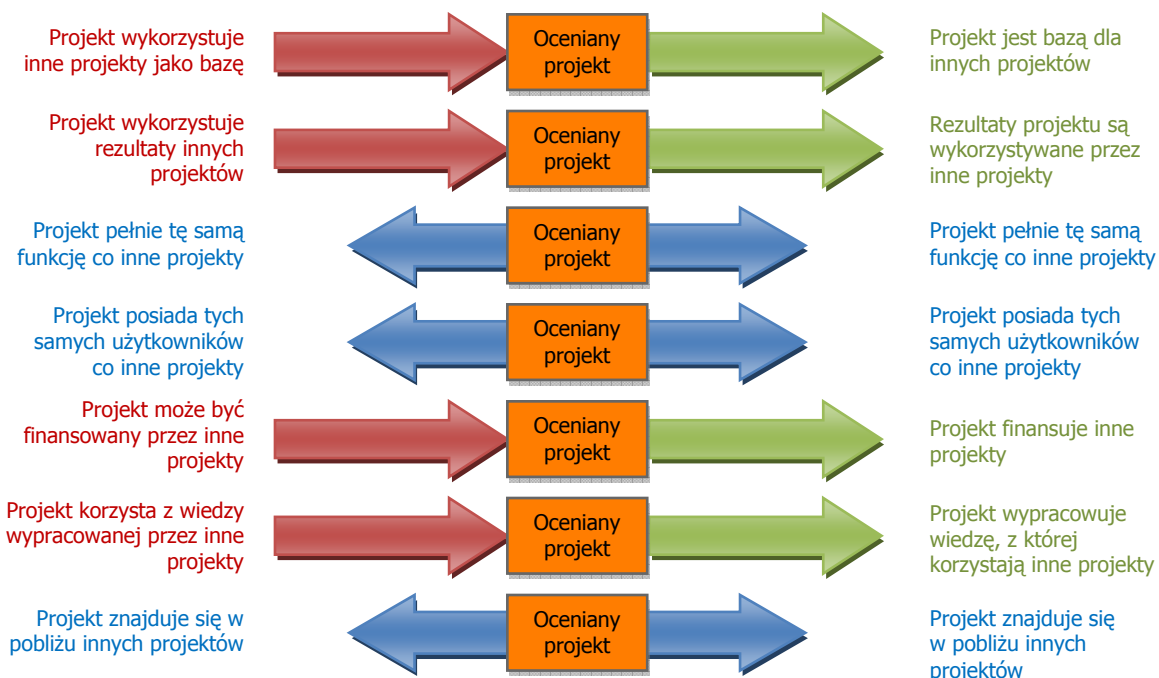 Projekt wykorzystuje
inne projekty jako bazę
Oceniany
projekt
Projekt jest bazą dla
innych projektów
Projekt wykorzystuje
rezultaty innych
projektów
Oceniany
projekt
Rezultaty projektu są
wykorzystywane przez
inne projekty
Projekt pełnie tę samą
funkcję co inne projekty
Oceniany
projekt
Projekt pełnie tę samą
funkcję co inne projekty
Projekt posiada tych
samych użytkowników
co inne projekty
Oceniany
projekt
Projekt posiada tych
samych użytkowników
co inne projekty
Projekt może być
finansowany przez inne
projekty
Oceniany
projekt
Projekt finansuje inne
projekty
Projekt korzysta z wiedzy
wypracowanej przez inne
projekty
Oceniany
projekt
Projekt wypracowuje
wiedzę, z której
korzystają inne projekty
Projekt znajduje się w
pobliżu innych projektów
Oceniany
projekt
Projekt znajduje się
w pobliżu innych
projektów